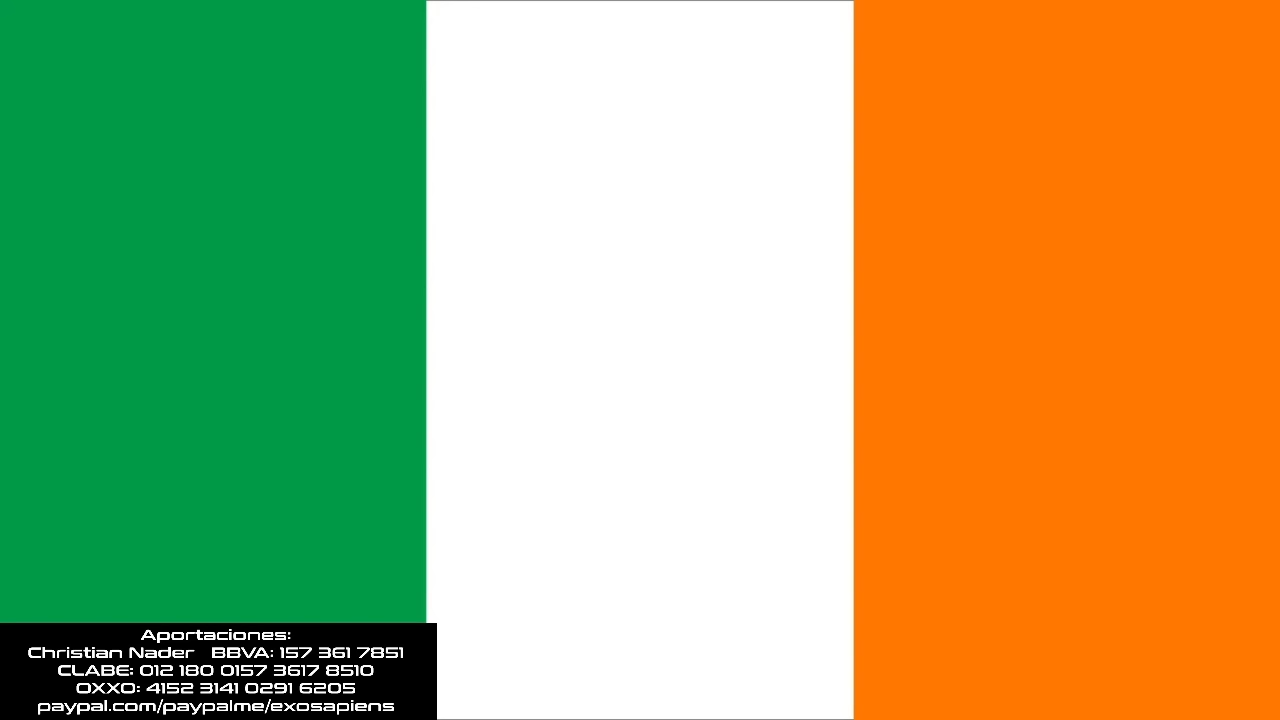 Aportaciones:
Christian Nader BBVA: 157 361 7851
CLABE: 012 180 0157 3617 8510
OXXO: 4152 3141 0291 6205
paypal.com/paypalme/exosapiens